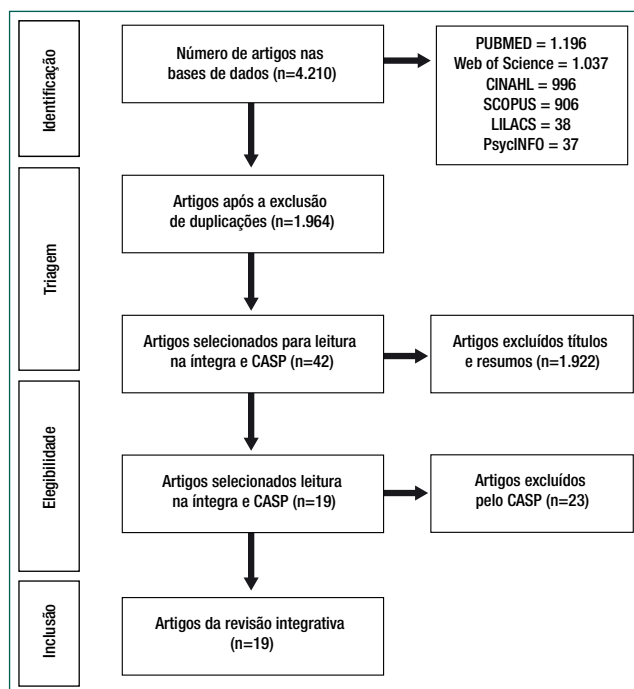 Identificação
Número de artigos nas
bases de dados (n=4.210)
PUBMED = 1.196
Web of Science = 1.037
CINAHL = 996
SCOPUS = 906
LILACS = 38
PsycINFO = 37
Triagem
Artigos após a exclusão
de duplicações (n=1.964)
Artigos selecionados para leitura
na íntegra e CASP (n=42)
Artigos excluídos títulos
e resumos (n=1.922)
Elegibilidade
Artigos selecionados leitura
na íntegra e CASP (n=19)
Artigos excluídos
pelo CASP (n=23)
Inclusão
Artigos da revisão integrativa
(n=19)